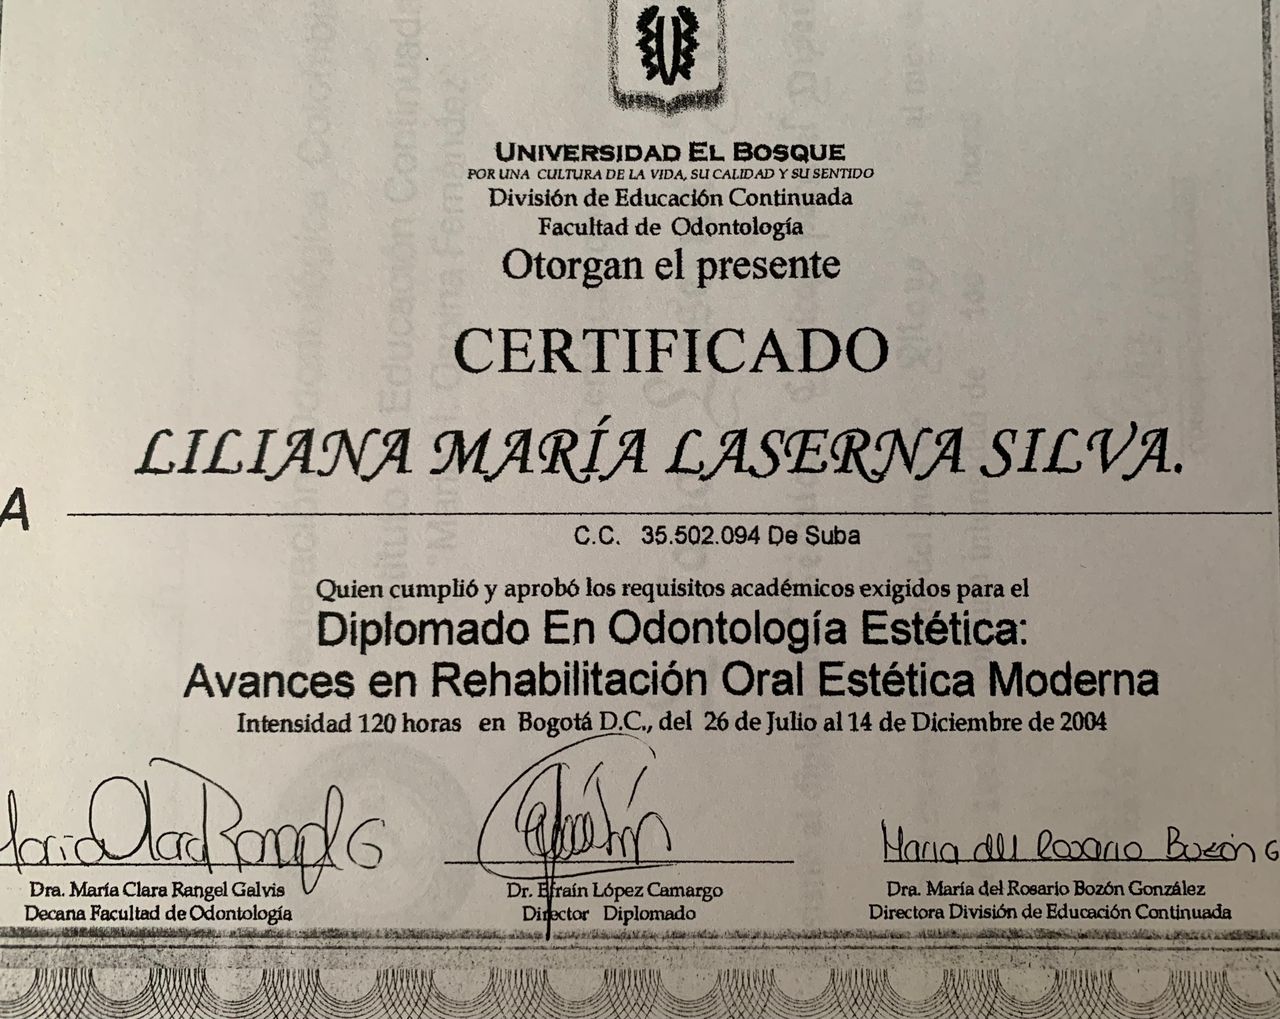 UNIVERSIDAD EL BOSQUE
POR UNA CULTURA DE LA VIDA, SU CALIDAD Y SU SENTIDO
División de Educación Continuada
Facultad de Odontología
Otorgan el presente
CERTIFICADO
LILIANA MARÍA LASERNA SILVA.
A
C.C. 35.502.094 De Suba
Quien cumplió y aprobó los requisitos académicos exigidos para el
Diplomado En Odontología Estética:
Avances en Rehabilitación Oral Estética Moderna
Intensidad 120 horas en Bogotá D.C., del 26 de Julio al 14 de Diciembre de 2004
Maria del Rosario Bozón G
Dra. María Clara Rangel Galvis
Decana Facultad de Odontología
Dr. Efraín López Camargo
Director Diplomado
Dra. María del Rosario Bozón González
Directora División de Educación Continuada